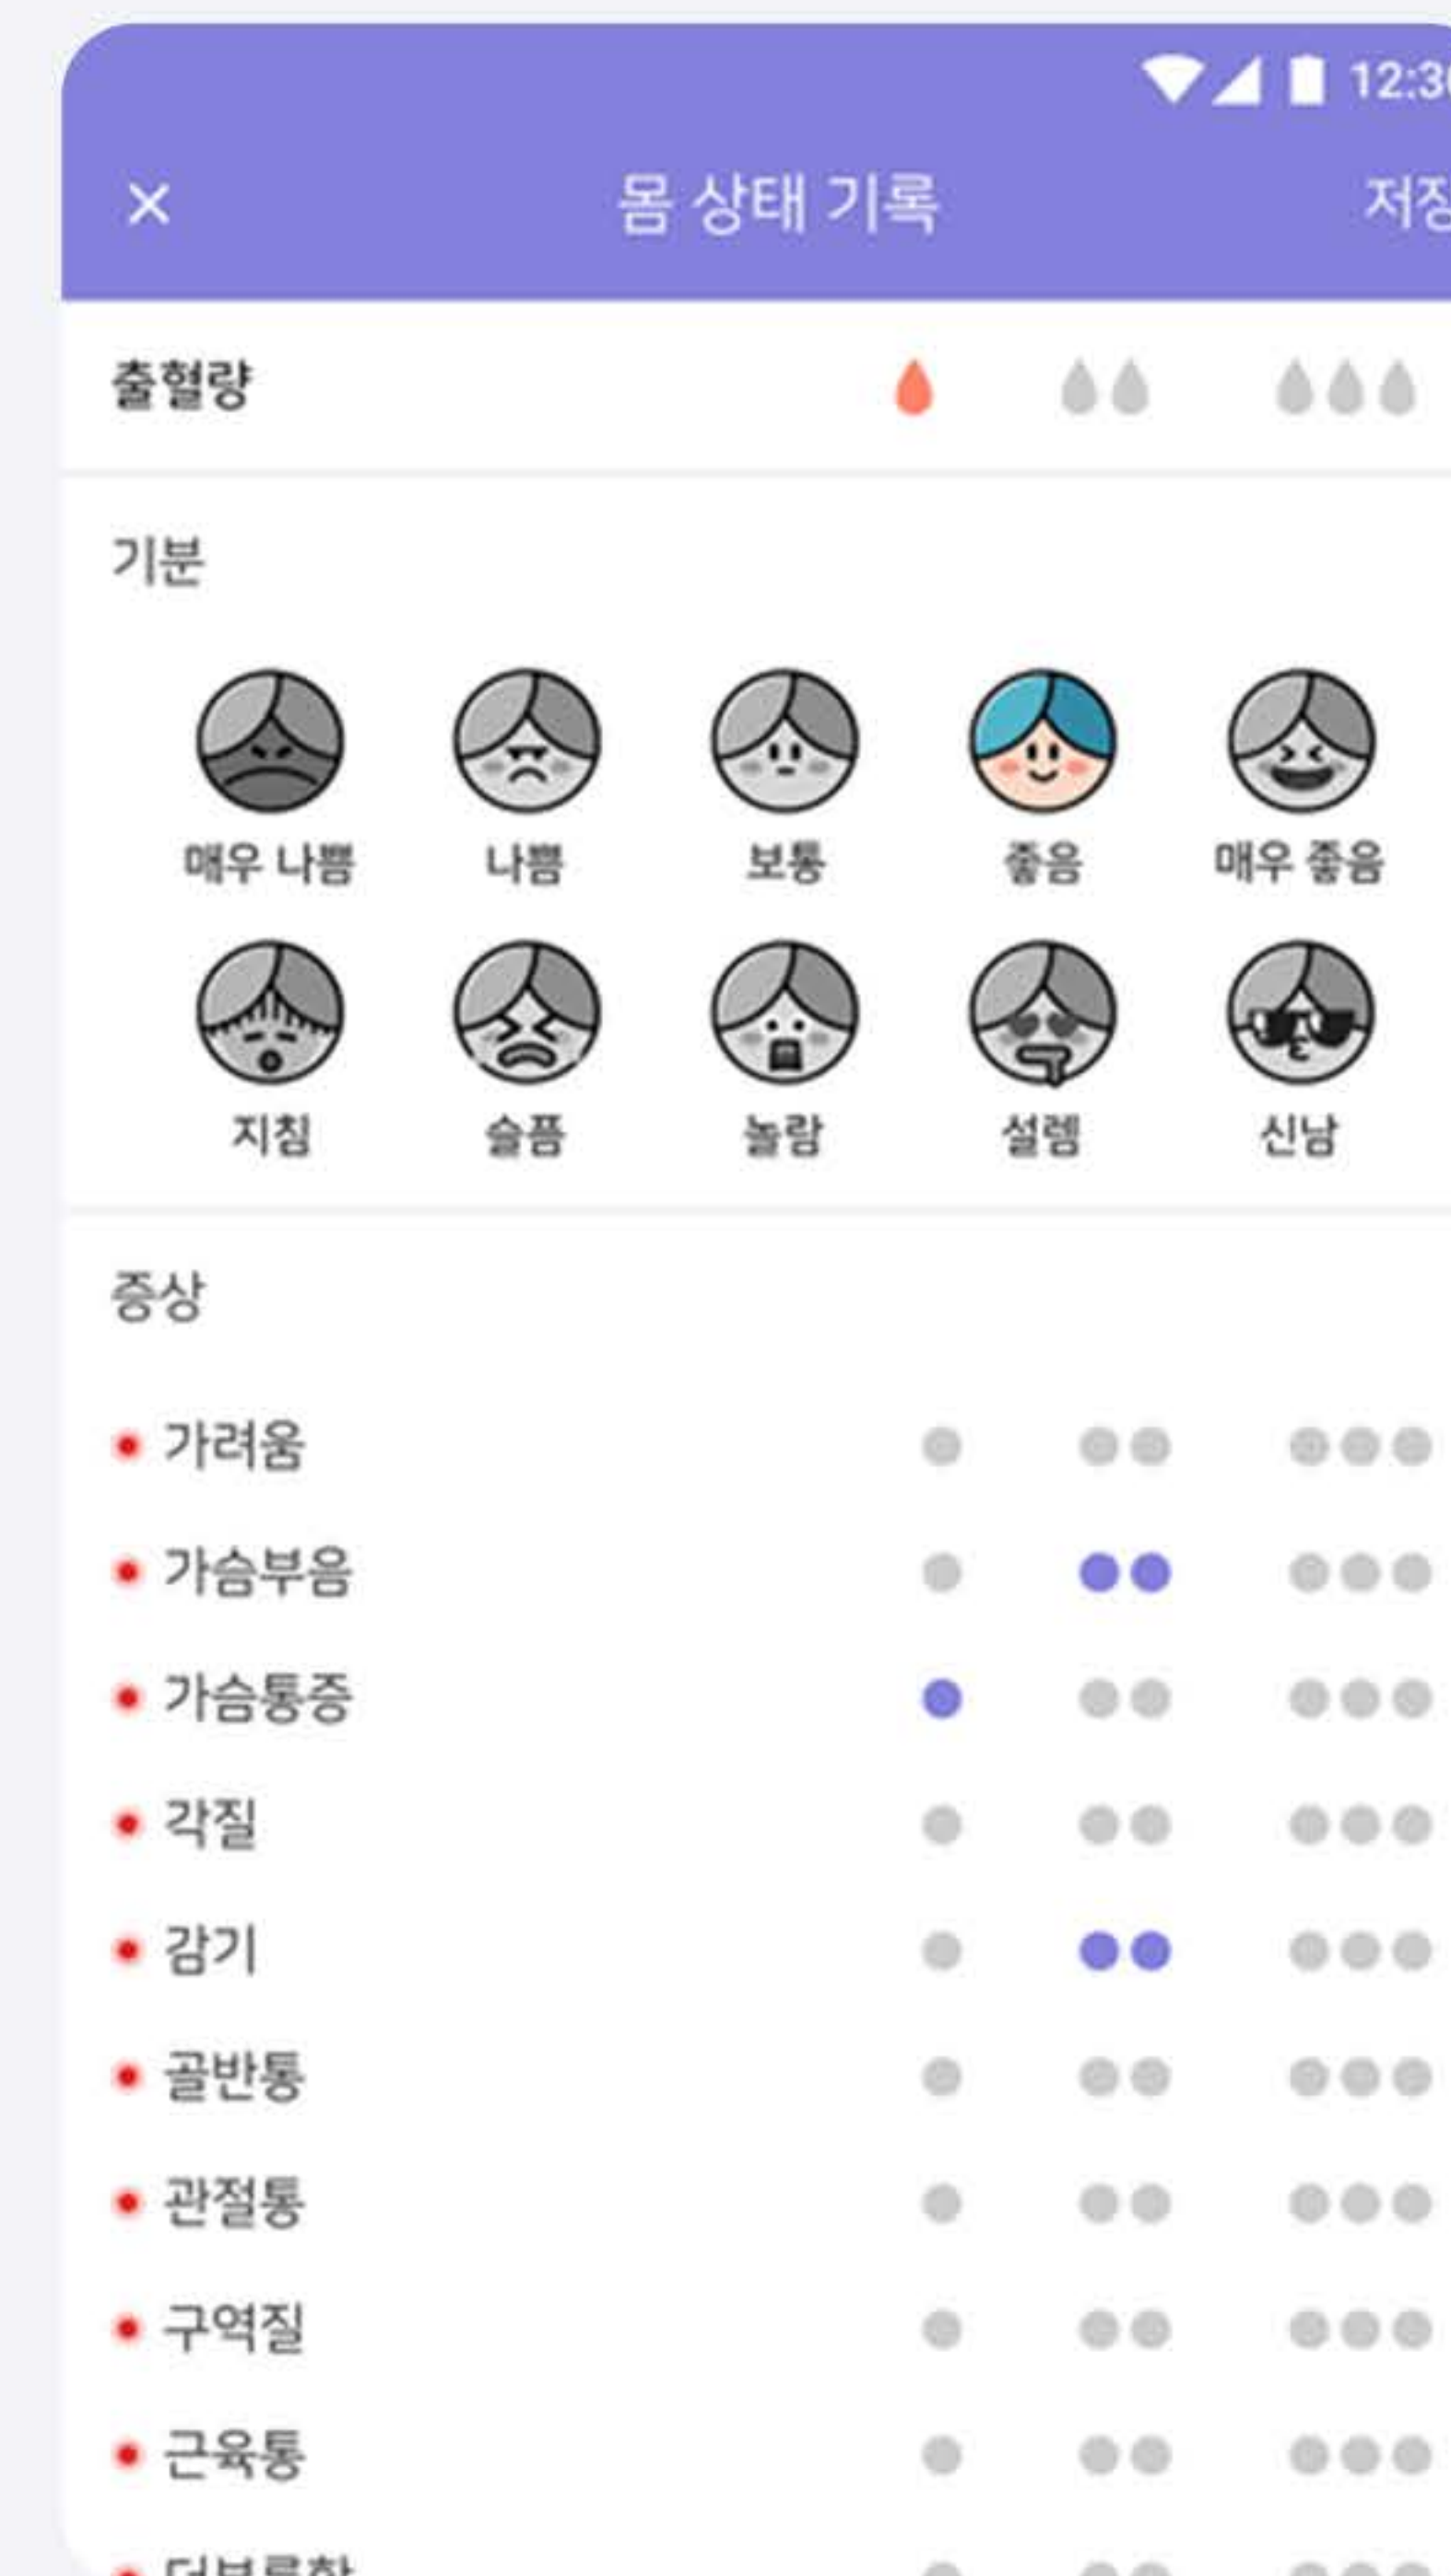 12:30
몸 상태 기록
저장
출혈량
기분
매우 나쁨 나쁨 보통 좋음 매우 좋음
지침 슬픔 놀람 설렘 신남
증상
가려움
가슴부음
가슴통증
각질
감기
골반통
관절통
구역질
근육통